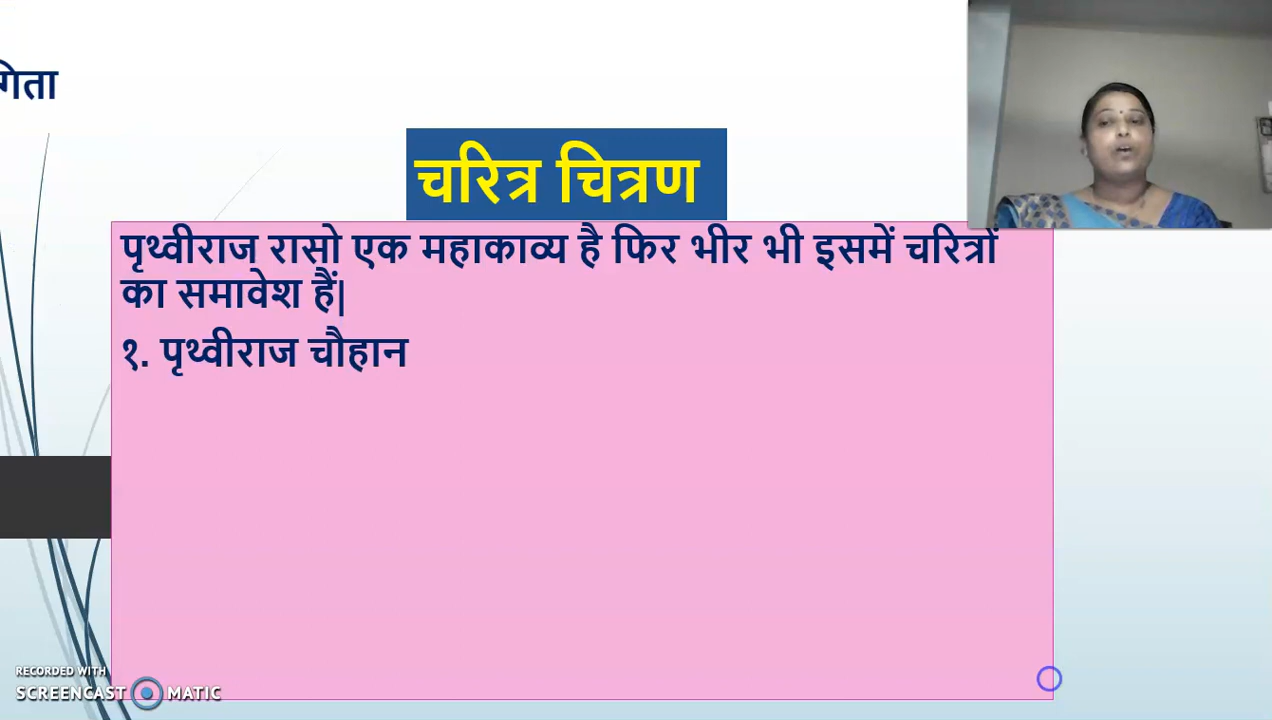 गिता
चरित्र चित्रण
पृथ्वीराज रासो एक महाकाव्य है फिर भीर भी इसमें चरित्रों
का समावेश हैं|
१. पृथ्वीराज चौहान
RECORDED WITH
SCREENCAST MATIC